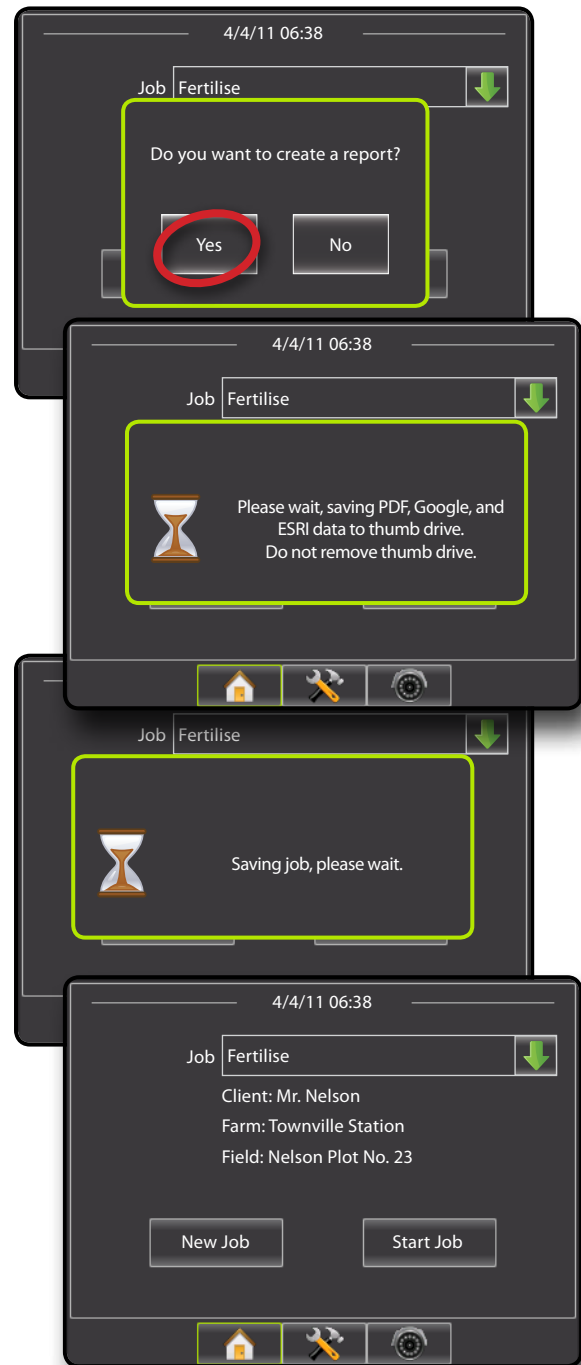 4/4/11 06:38
Job Fertilise
Do you want to create a report?
Yes No
4/4/11 06:38
Job Fertilise
Please wait, saving PDF, Google, and
ESRI data to thumb drive.
Do not remove thumb drive.
Job Fertilise
Saving job, please wait.
4/4/11 06:38
Job Fertilise
Client: Mr. Nelson
Farm: Townville Station
Field: Nelson Plot No. 23
New Job Start Job